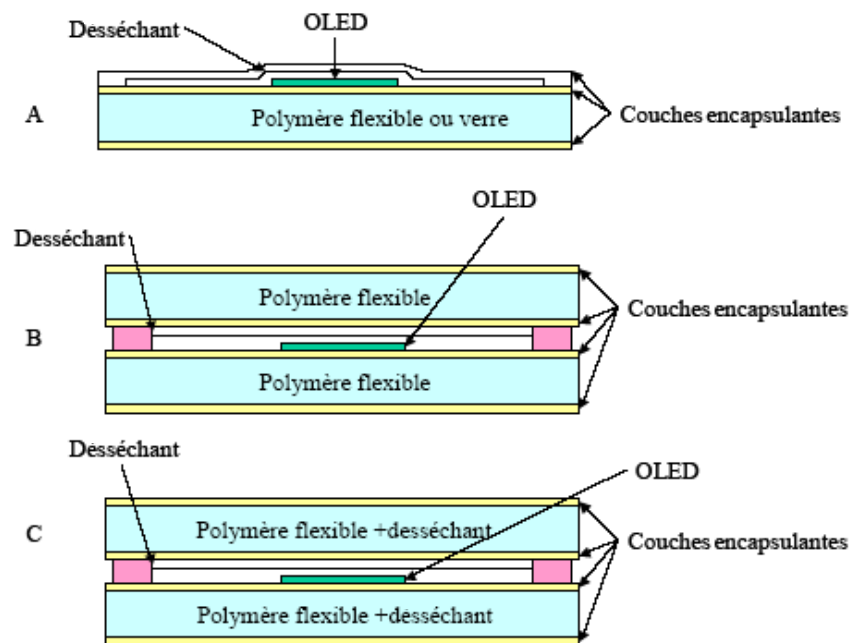 Desséchant
OLED
A
Polymère flexible ou verre
Couches encapsulantes
OLED
Desséchant
Polymère flexible
Couches encapsulantes
B
Polymère flexible
Desséchant
OLED
C
Polymère flexible +desséchant
Couches encapsulantes
Polymère flexible +desséchant